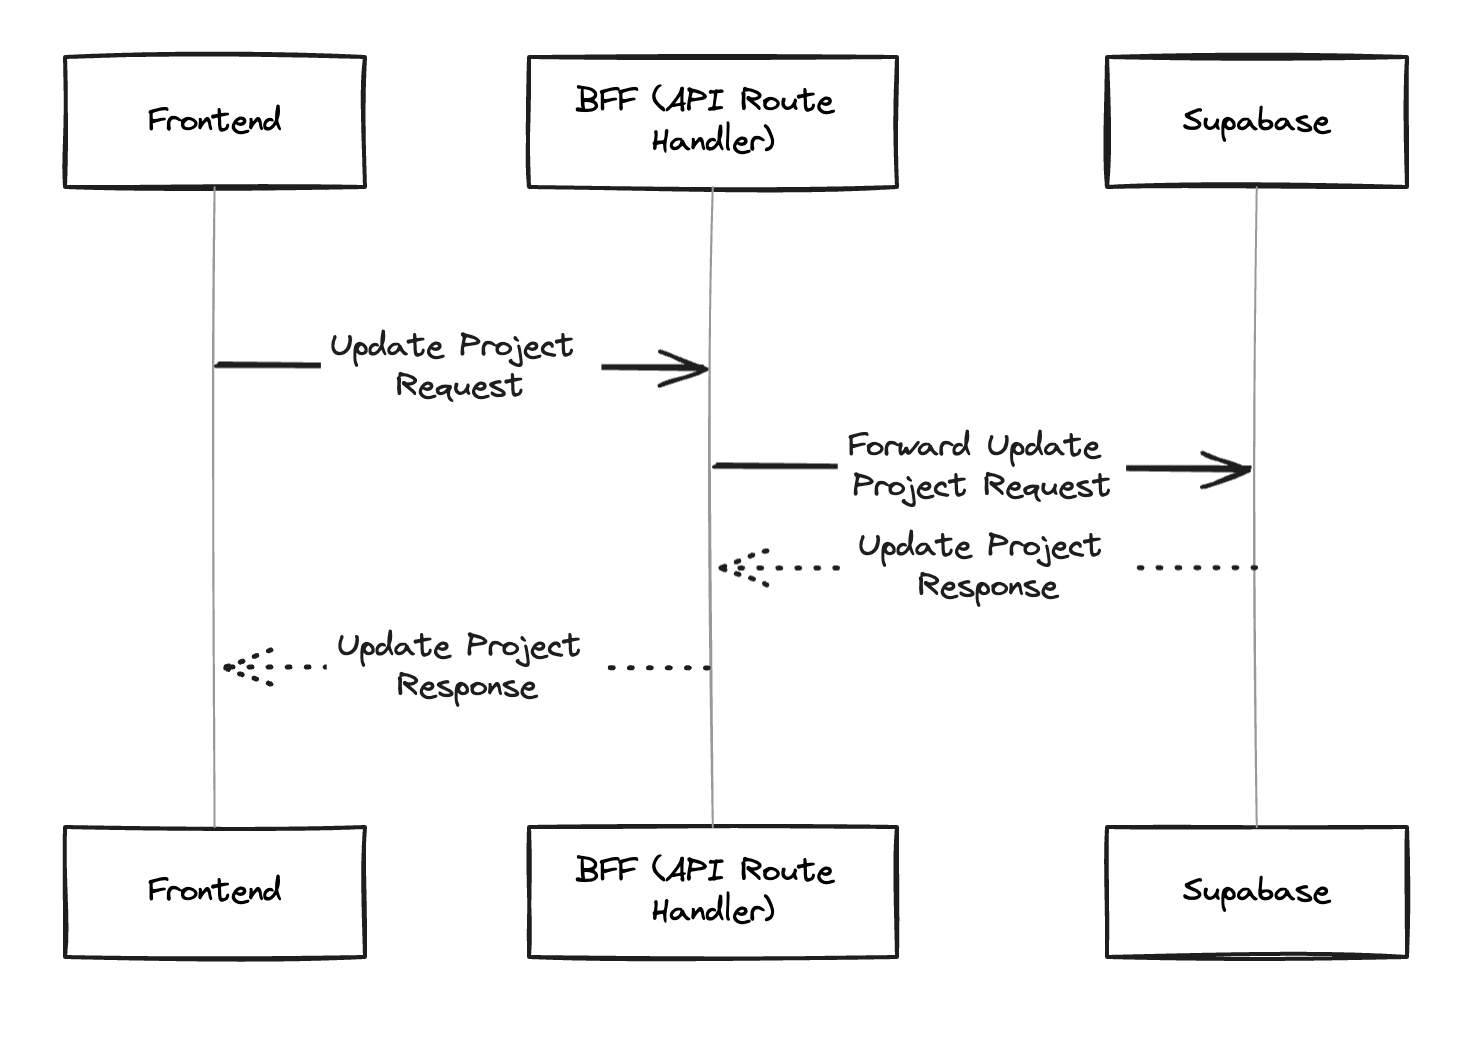 Frontend
BFF (API Route
Handler)
Supabase
Update Project
Request
Forward Update
Project Request
Update Project
Response
Update Project
Response
Frontend
BFF (API Route
Handler)
Supabase